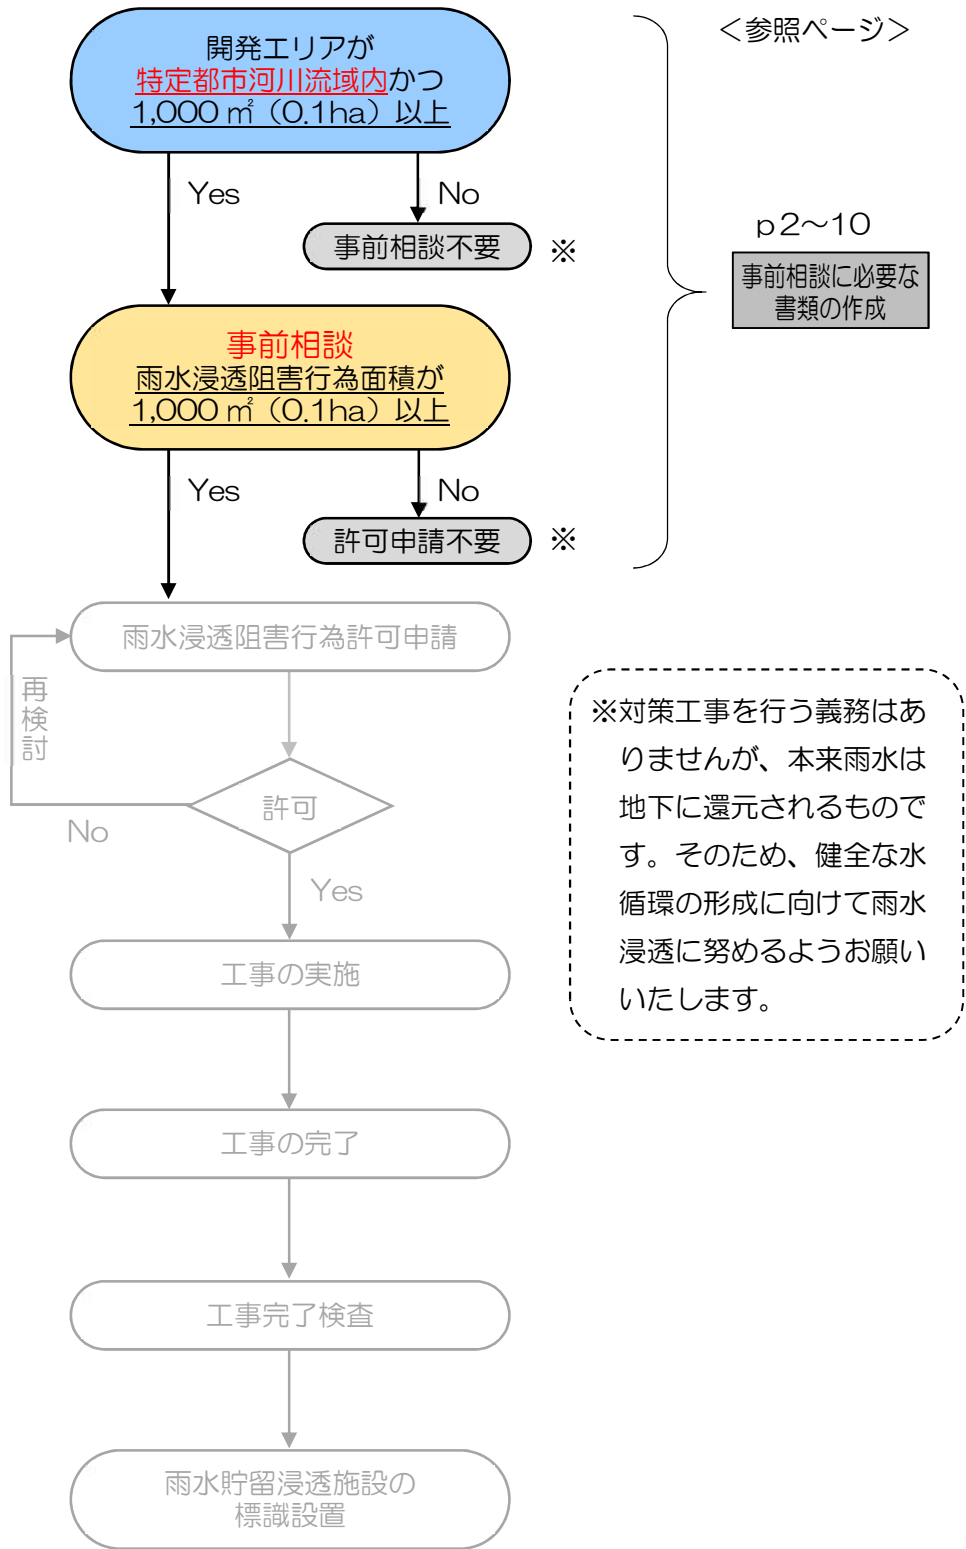 開発エリアが
特定都市河川流域内かつ
1,000㎡（0.1ha）以上
＜参照ページ＞
Yes
No
事前相談不要
※
p2～10
事前相談に必要な
書類の作成
事前相談
雨水浸透阻害行為面積が
1,000㎡（0.1ha）以上
Yes
No
許可申請不要
※
雨水浸透阻害行為許可申請
再検討
許可
No
Yes
※対策工事を行う義務はあ
りませんが、本来雨水は
地下に還元されるもので
す。そのため、健全な水
循環の形成に向けて雨水
浸透に努めるようお願い
いたします。
工事の実施
工事の完了
工事完了検査
雨水貯留浸透施設の
標識設置